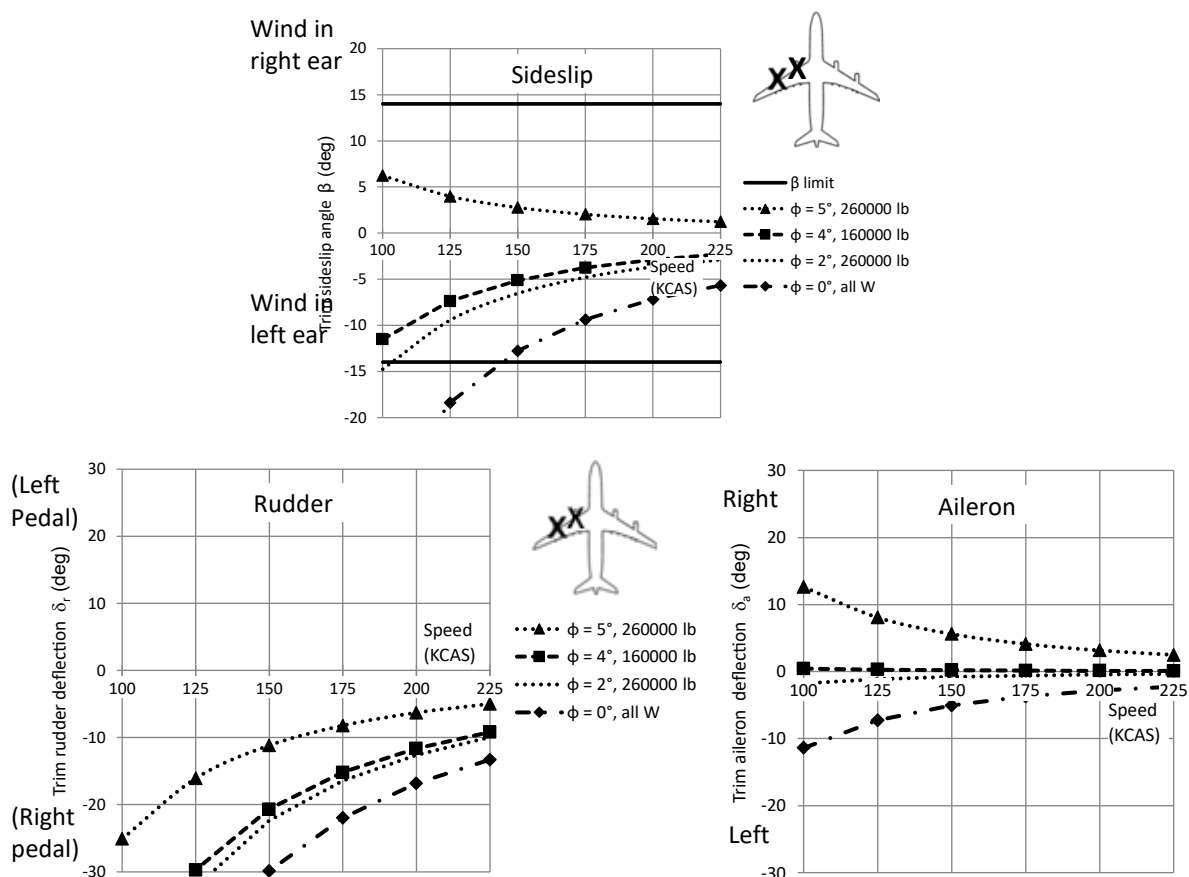 Wind in
right ear
Sideslip
20
15
10
5
0
-5
-10
-15
-20
100 125 150 175 200 225
Trim sideslip angle β (deg)
Speed
(KCAS)
Wind in
left ear
X X
β limit
ϕ = 5°, 260000 lb
ϕ = 4°, 160000 lb
ϕ = 2°, 260000 lb
ϕ = 0°, all W
(Left
Pedal)
Rudder
30
20
10
0
-10
-20
-30
100 125 150 175 200 225
Trim rudder deflection δr (deg)
Speed
(KCAS)
(Right
pedal)
X X
ϕ = 5°, 260000 lb
ϕ = 4°, 160000 lb
ϕ = 2°, 260000 lb
ϕ = 0°, all W
Right
Aileron
30
20
10
0
-10
-20
-30
100 125 150 175 200 225
Trim aileron deflection δa (deg)
Speed
(KCAS)
Left